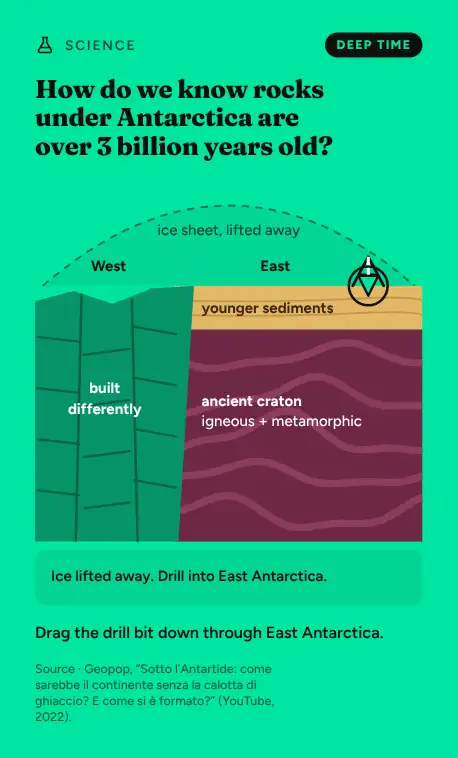 SCIENCE
DEEP TIME
How do we know rocks
under Antarctica are
over 3 billion years old?
ice sheet, lifted away
West
East
younger sediments
built
differently
ancient craton
igneous + metamorphic
Ice lifted away. Drill into East Antarctica.
Drag the drill bit down through East Antarctica.
Source · Geopop, “Sotto l'Antartide: come
sarebbe il continente senza la calotta di
ghiaccio? E come si è formato?” (YouTube,
2022).